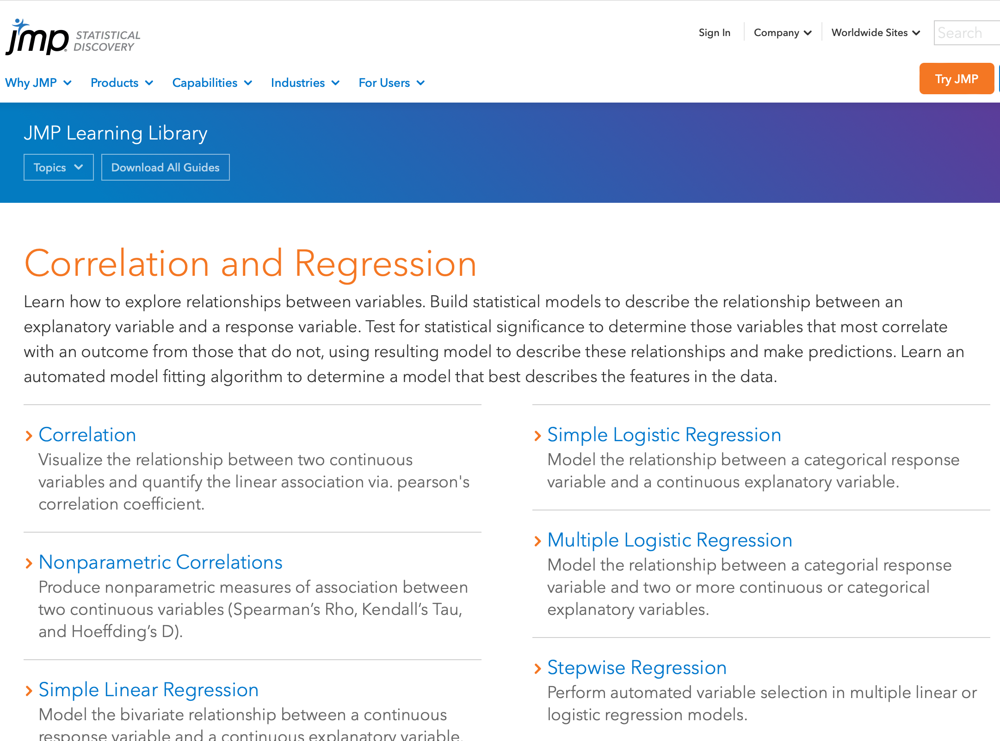 jmp STATISTICAL
DISCOVERY
Sign In
Company
Worldwide Sites
Search
Why JMP
Products
Capabilities
Industries
For Users
Try JMP
JMP Learning Library
Topics
Download All Guides
Correlation and Regression
Learn how to explore relationships between variables. Build statistical models to describe the relationship between an
explanatory variable and a response variable. Test for statistical significance to determine those variables that most correlate
with an outcome from those that do not, using resulting model to describe these relationships and make predictions. Learn an
automated model fitting algorithm to determine a model that best describes the features in the data.
Correlation
Visualize the relationship between two continuous
variables and quantify the linear association via. pearson's
correlation coefficient.
Nonparametric Correlations
Produce nonparametric measures of association between
two continuous variables (Spearman’s Rho, Kendall’s Tau,
and Hoeffding’s D).
Simple Linear Regression
Model the bivariate relationship between a continuous
response variable and a continuous explanatory variable.
Simple Logistic Regression
Model the relationship between a categorical response
variable and a continuous explanatory variable.
Multiple Logistic Regression
Model the relationship between a categorial response
variable and two or more continuous or categorical
explanatory variables.
Stepwise Regression
Perform automated variable selection in multiple linear or
logistic regression models.